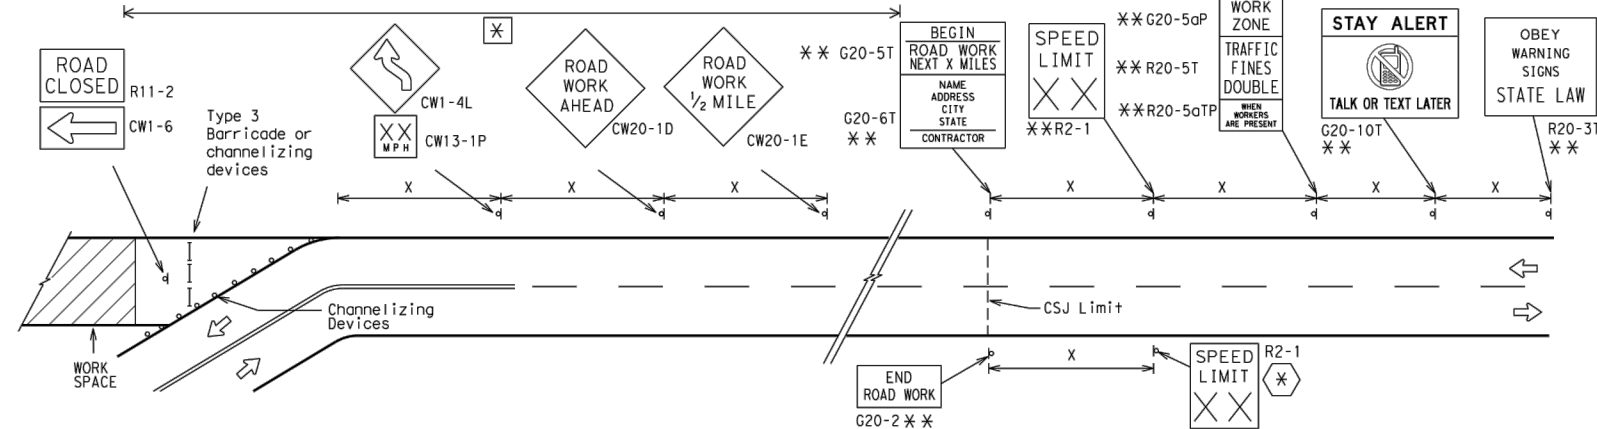 ROAD
CLOSED
R11-2
CW1-6
Type 3
Barricade or
channelizing
devices
XX
MPH
CW1-4L
CW13-1P
*
ROAD
WORK
AHEAD
CW20-1D
ROAD
WORK
1/2 MILE
CW20-1E
** G20-5T
G20-6T
**
BEGIN
ROAD WORK
NEXT X MILES
NAME
ADDRESS
CITY
STATE
CONTRACTOR
SPEED
LIMIT
XX
**R2-1
**G20-5aP
**R20-5T
**R20-5aTP
WORK
ZONE
TRAFFIC
FINES
DOUBLE
WHEN
WORKERS
ARE PRESENT
STAY ALERT
TALK OR TEXT LATER
G20-10T
**
OBEY
WARNING
SIGNS
STATE LAW
R20-3T
**
X
X
X
X
X
X
X
Channelizing
Devices
CSJ Limit
WORK
SPACE
END
ROAD WORK
G20-2 **
X
SPEED
LIMIT
XX
R2-1
*